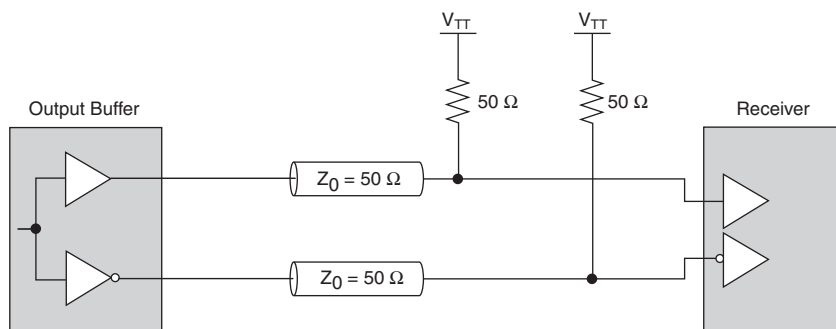 V_TT V_TT
50 Ω 50 Ω
Output Buffer Receiver
Z_0 = 50 Ω
Z_0 = 50 Ω